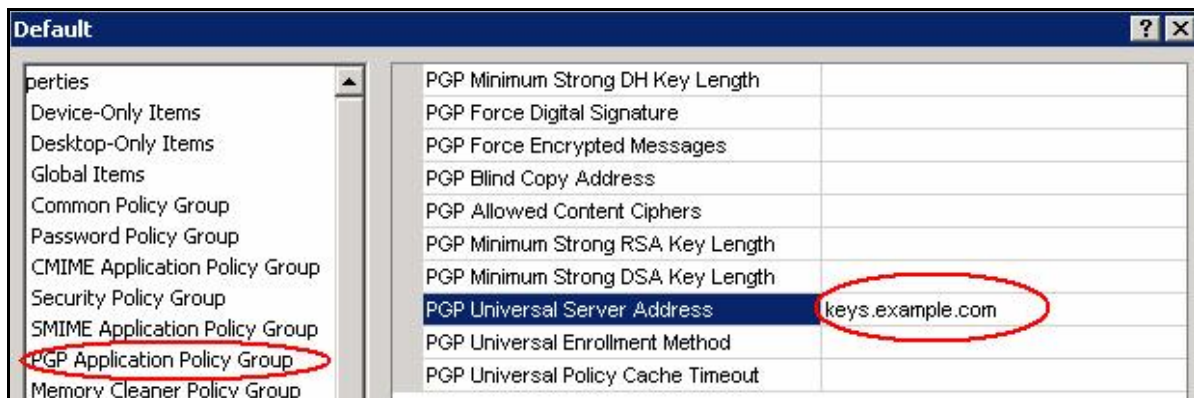 Default
perties
Device-Only Items
Desktop-Only Items
Global Items
Common Policy Group
Password Policy Group
CMIME Application Policy Group
Security Policy Group
SMIME Application Policy Group
PGP Application Policy Group
Memory Cleaner Policy Group
PGP Minimum Strong DH Key Length
PGP Force Digital Signature
PGP Force Encrypted Messages
PGP Blind Copy Address
PGP Allowed Content Ciphers
PGP Minimum Strong RSA Key Length
PGP Minimum Strong DSA Key Length
PGP Universal Server Address keys.example.com
PGP Universal Enrollment Method
PGP Universal Policy Cache Timeout